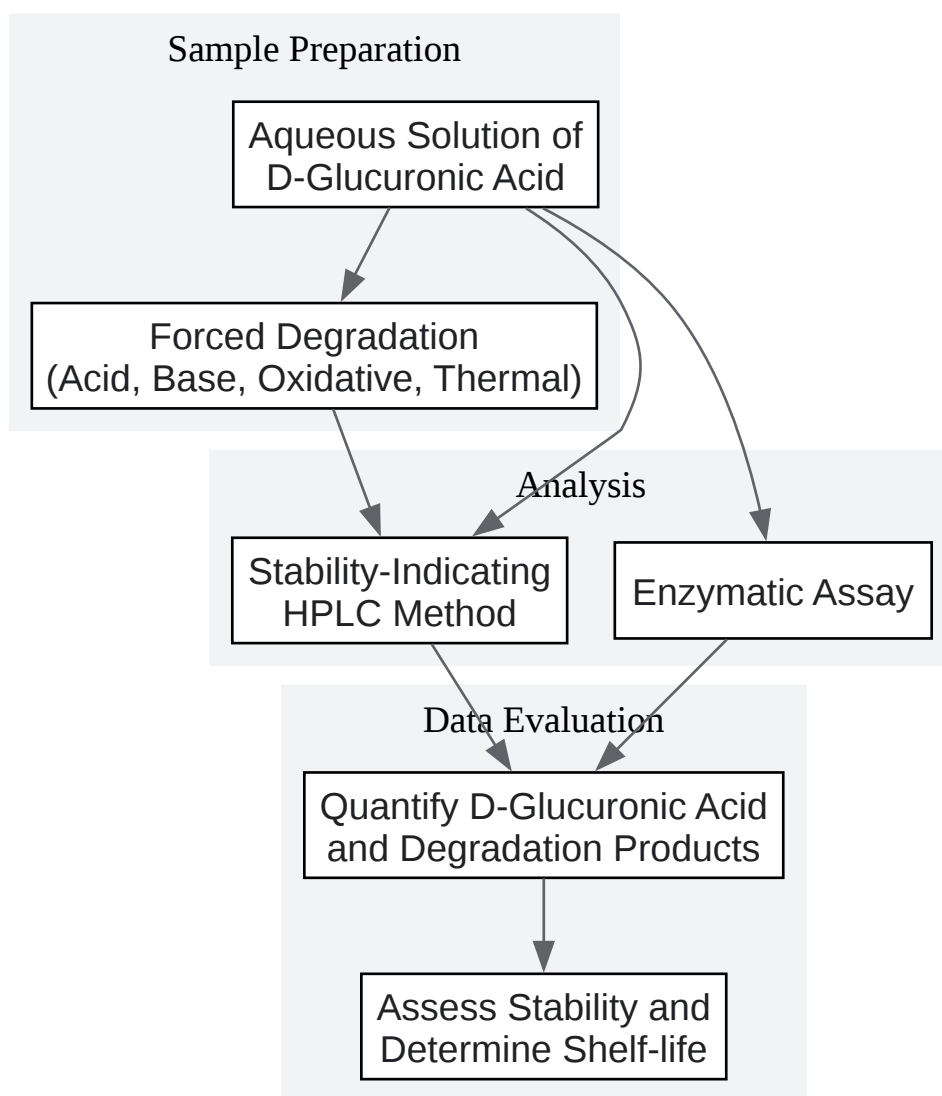 Sample Preparation
Aqueous Solution of
D-Glucuronic Acid
Forced Degradation
(Acid, Base, Oxidative, Thermal)
Analysis
Stability-Indicating
HPLC Method
Enzymatic Assay
Data Evaluation
Quantify D-Glucuronic Acid
and Degradation Products
Assess Stability and
Determine Shelf-life